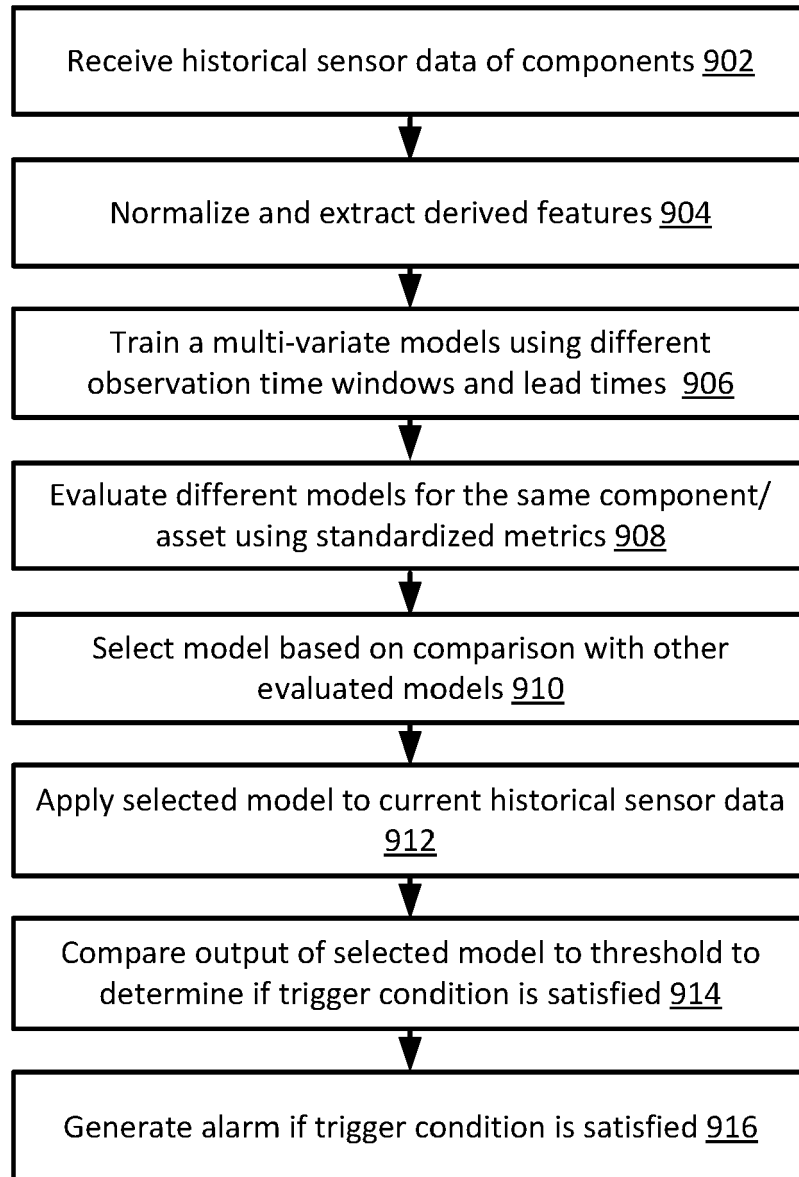 Receive historical sensor data of components 902
Normalize and extract derived features 904
Train a multi-variate models using different
observation time windows and lead times 906
Evaluate different models for the same component/
asset using standardized metrics 908
Select model based on comparison with other
evaluated models 910
Apply selected model to current historical sensor data
912
Compare output of selected model to threshold to
determine if trigger condition is satisfied 914
Generate alarm if trigger condition is satisfied 916